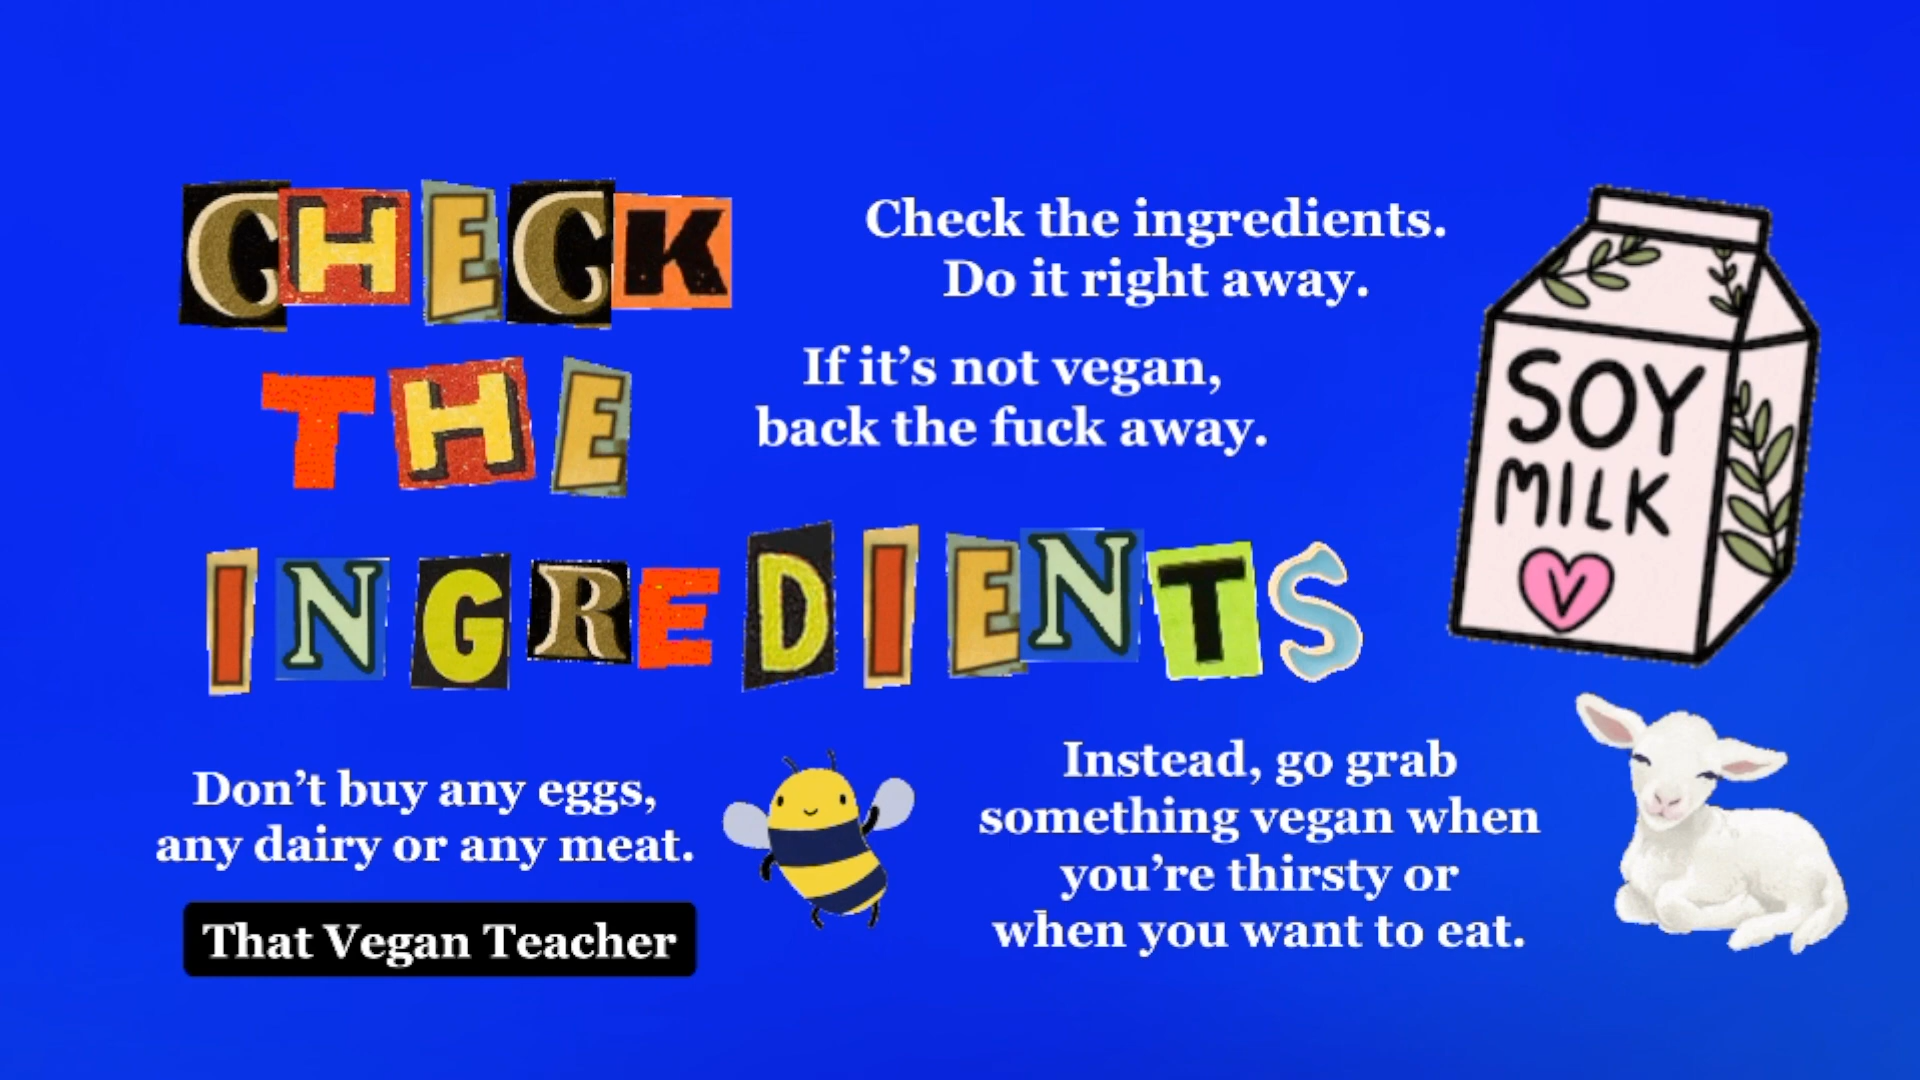 CHECK
THE
INGREDIENTS
Check the ingredients.
Do it right away.
If it’s not vegan,
back the fuck away.
SOY
MILK
V
Don’t buy any eggs,
any dairy or any meat.
That Vegan Teacher
Instead, go grab
something vegan when
you’re thirsty or
when you want to eat.